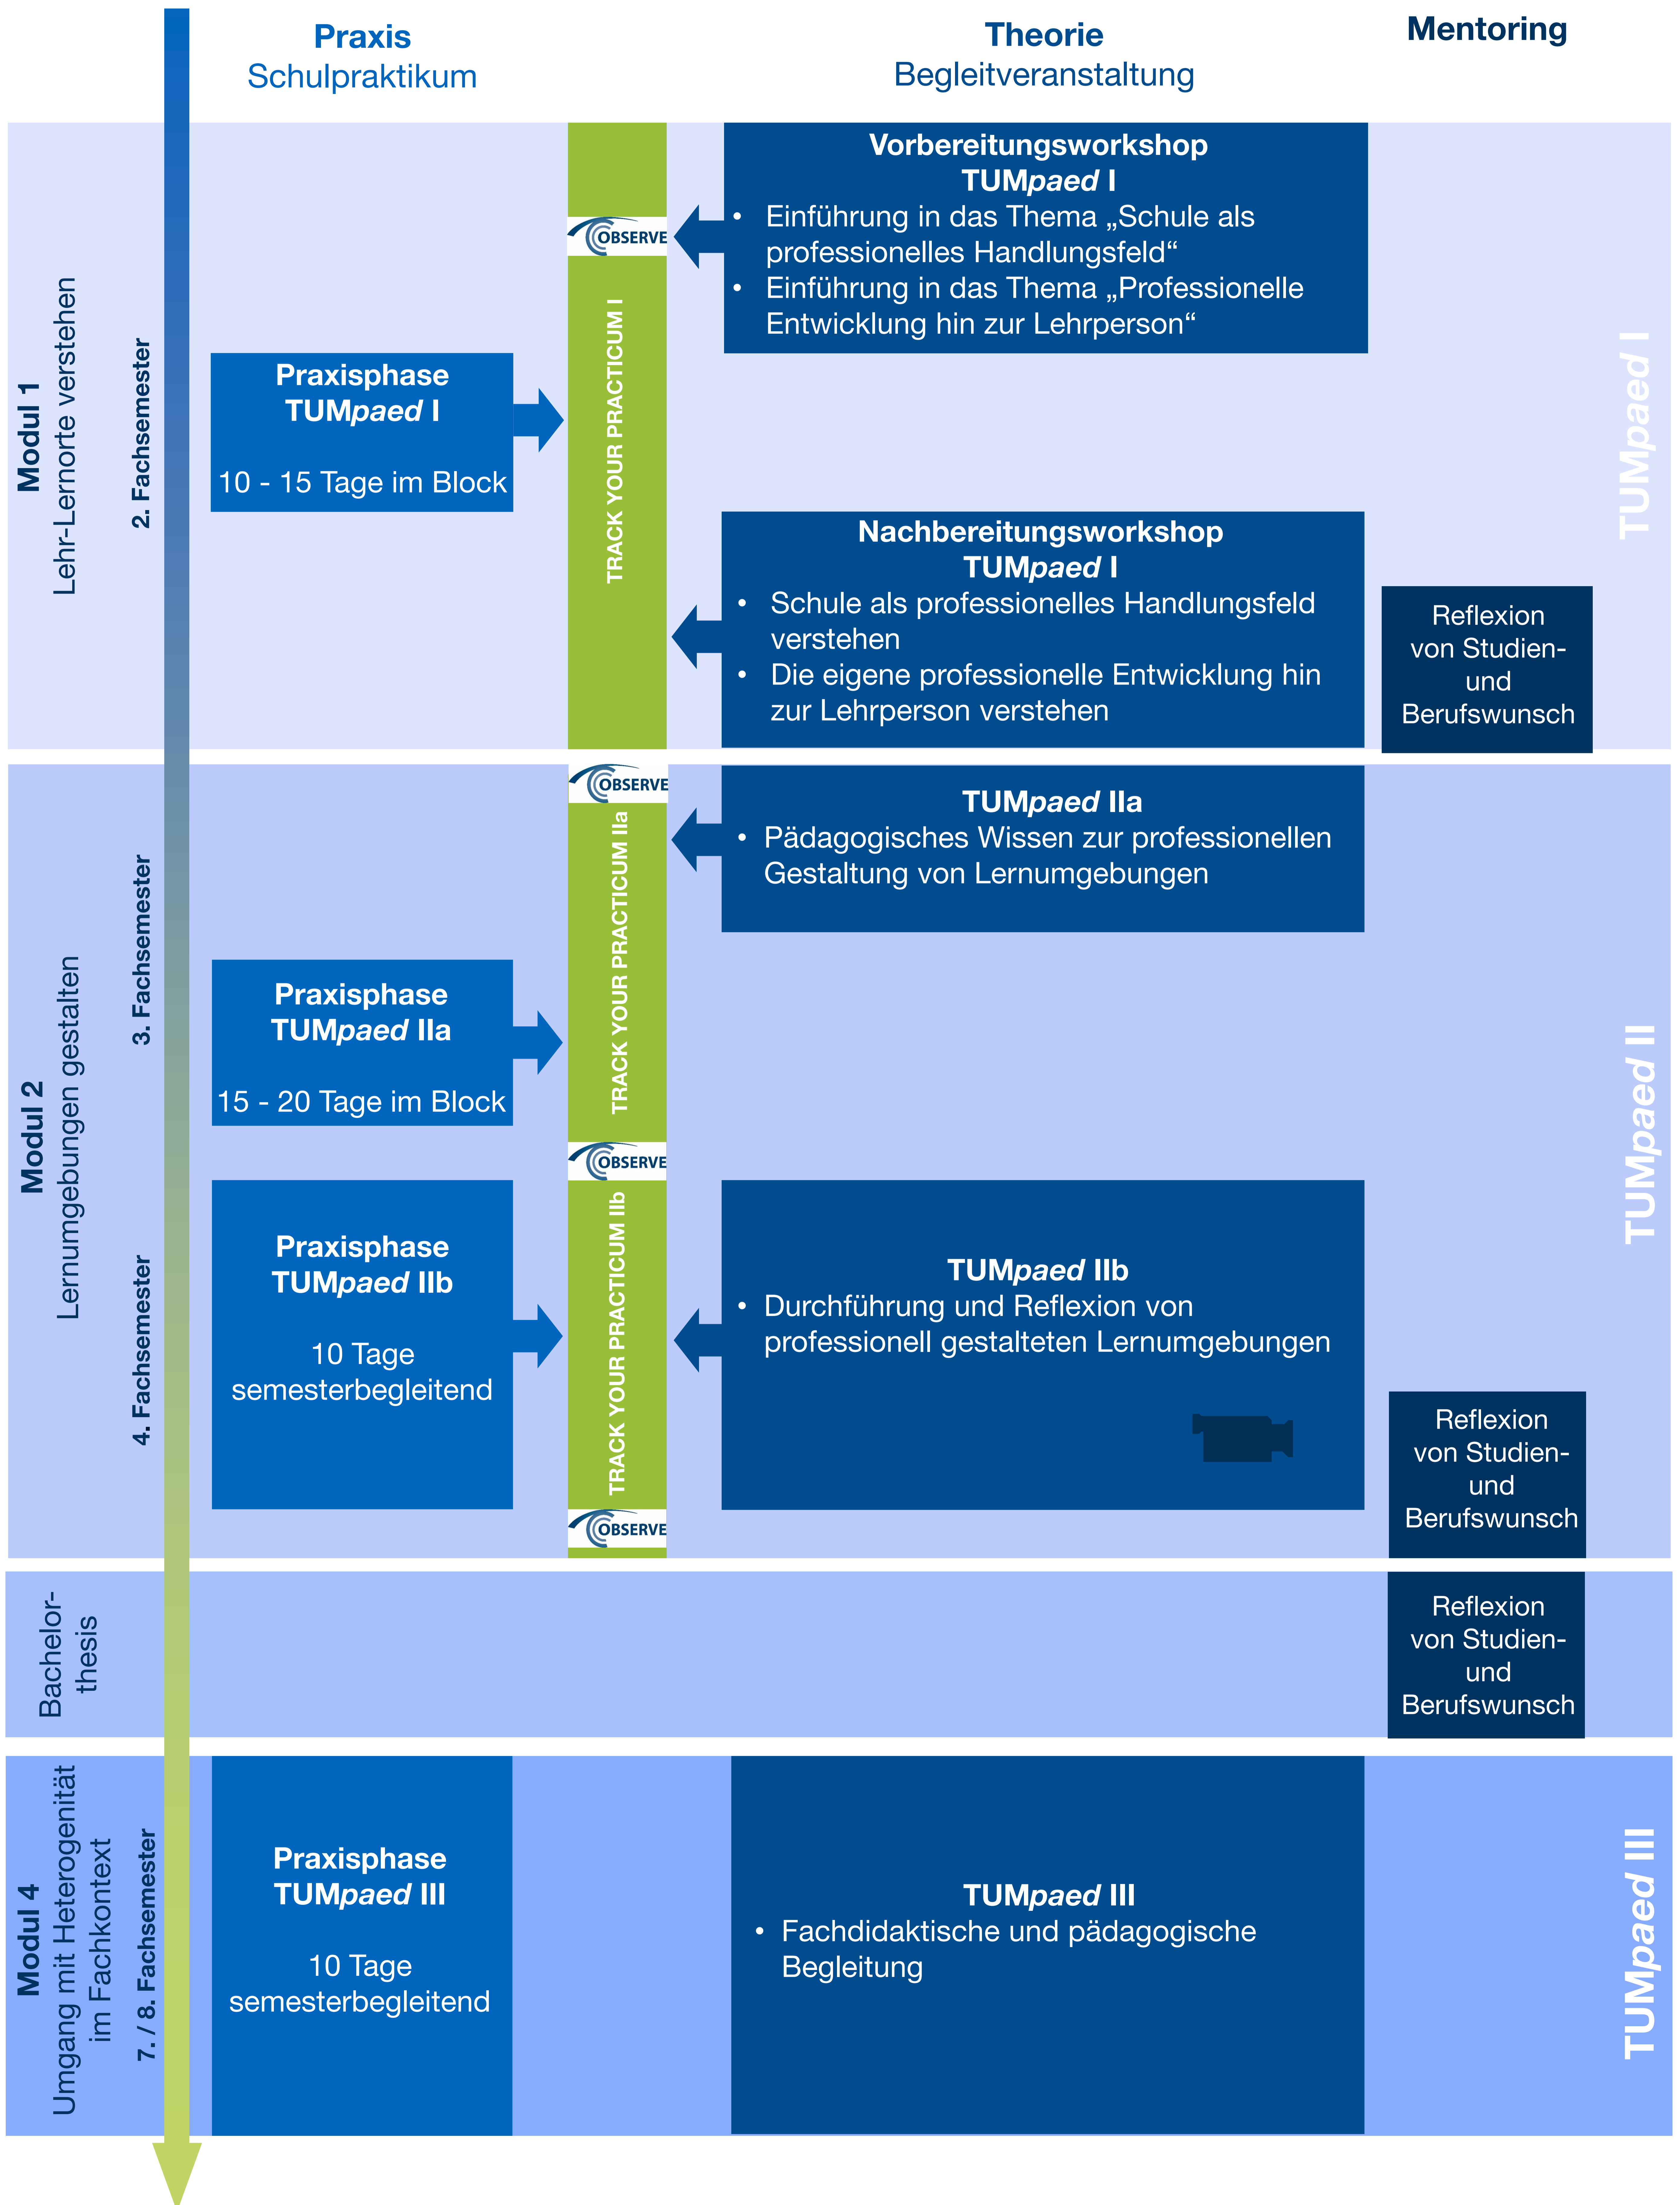 Praxis
Schulpraktikum
Theorie
Begleitveranstaltung
Mentoring
Modul 1
Lehr-Lernorte verstehen
2. Fachsemester
Vorbereitungsworkshop
TUMpaed I
• Einführung in das Thema „Schule als
professionelles Handlungsfeld“
• Einführung in das Thema „Professionelle
Entwicklung hin zur Lehrperson“
OBSERVE
TRACK YOUR PRACTICUM I
Praxisphase
TUMpaed I
10 - 15 Tage im Block
Nachbereitungsworkshop
TUMpaed I
• Schule als professionelles Handlungsfeld
verstehen
• Die eigene professionelle Entwicklung hin
zur Lehrperson verstehen
Reflexion
von Studien-
und
Berufswunsch
TUMpaed I
Modul 2
Lernumgebungen gestalten
3. Fachsemester
OBSERVE
TRACK YOUR PRACTICUM IIa
TUMpaed IIa
• Pädagogisches Wissen zur professionellen
Gestaltung von Lernumgebungen
Praxisphase
TUMpaed IIa
15 - 20 Tage im Block
OBSERVE
4. Fachsemester
Praxisphase
TUMpaed IIb
10 Tage
semesterbegleitend
TRACK YOUR PRACTICUM IIb
TUMpaed IIb
• Durchführung und Reflexion von
professionell gestalteten Lernumgebungen
OBSERVE
Reflexion
von Studien-
und
Berufswunsch
TUMpaed II
Bachelor-
thesis
Reflexion
von Studien-
und
Berufswunsch
Modul 4
Umgang mit Heterogenität
im Fachkontext
7. / 8. Fachsemester
Praxisphase
TUMpaed III
10 Tage
semesterbegleitend
TUMpaed III
• Fachdidaktische und pädagogische
Begleitung
TUMpaed III